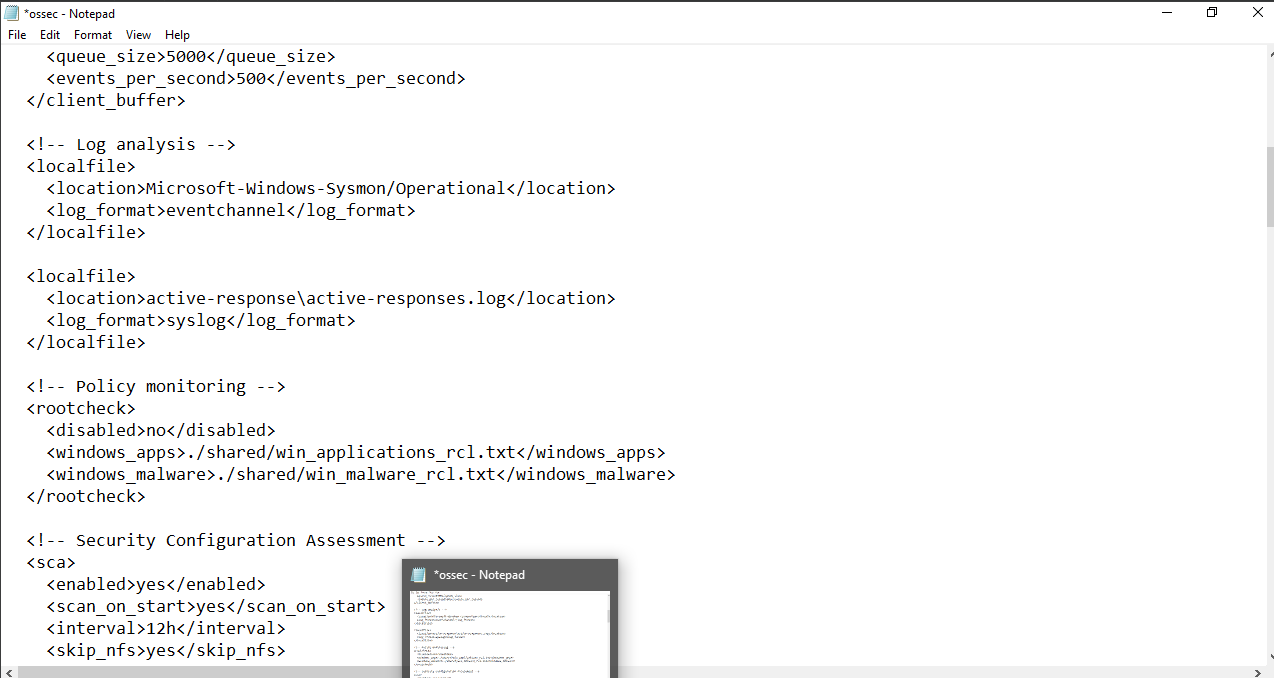 *ossec - Notepad
File Edit Format View Help
<queue_size>5000</queue_size>
<events_per_second>500</events_per_second>
</client_buffer>
<!-- Log analysis -->
<localfile>
<location>Microsoft-Windows-Sysmon/Operational</location>
<log_format>eventchannel</log_format>
</localfile>
<localfile>
<location>active-response\active-responses.log</location>
<log_format>syslog</log_format>
</localfile>
<!-- Policy monitoring -->
<rootcheck>
<disabled>no</disabled>
<windows_apps>./shared/win_applications_rcl.txt</windows_apps>
<windows_malware>./shared/win_malware_rcl.txt</windows_malware>
</rootcheck>
<!-- Security Configuration Assessment -->
<sca>
<enabled>yes</enabled>
<scan_on_start>yes</scan_on_start>
<interval>12h</interval>
<skip_nfs>yes</skip_nfs>
*ossec - Notepad